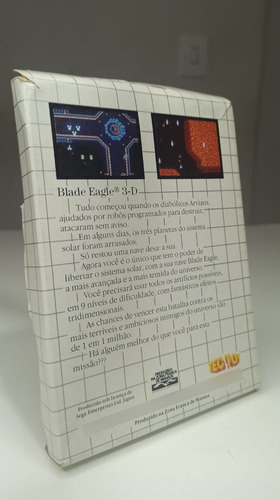 Blade Eagle® 3-D
Tudo começou quando os diabólicos Arvians,
ajudados por robôs programados para destruir,
atacaram sem aviso.
Em alguns dias, os três planetas do sistema
solar foram arrasados.
Só restou uma nave ilesa: a sua.
Agora você é o único que tem o poder de
libertar o sistema solar, com a sua nave Blade Eagle,
a mais avançada e a mais temida do universo.
Você precisará usar todos os artifícios possíveis,
em 9 níveis de dificuldade, com fantásticos efeitos
tridimensionais.
As chances de vencer esta batalha contra os
mais terríveis e ambiciosos inimigos do universo são
de 1 em 1 milhão.
Há alguém melhor do que você para esta
missão???
Produzido sob licença de
Sega Enterprises Ltd. Japan
Produzido na Zona Franca de Manaus